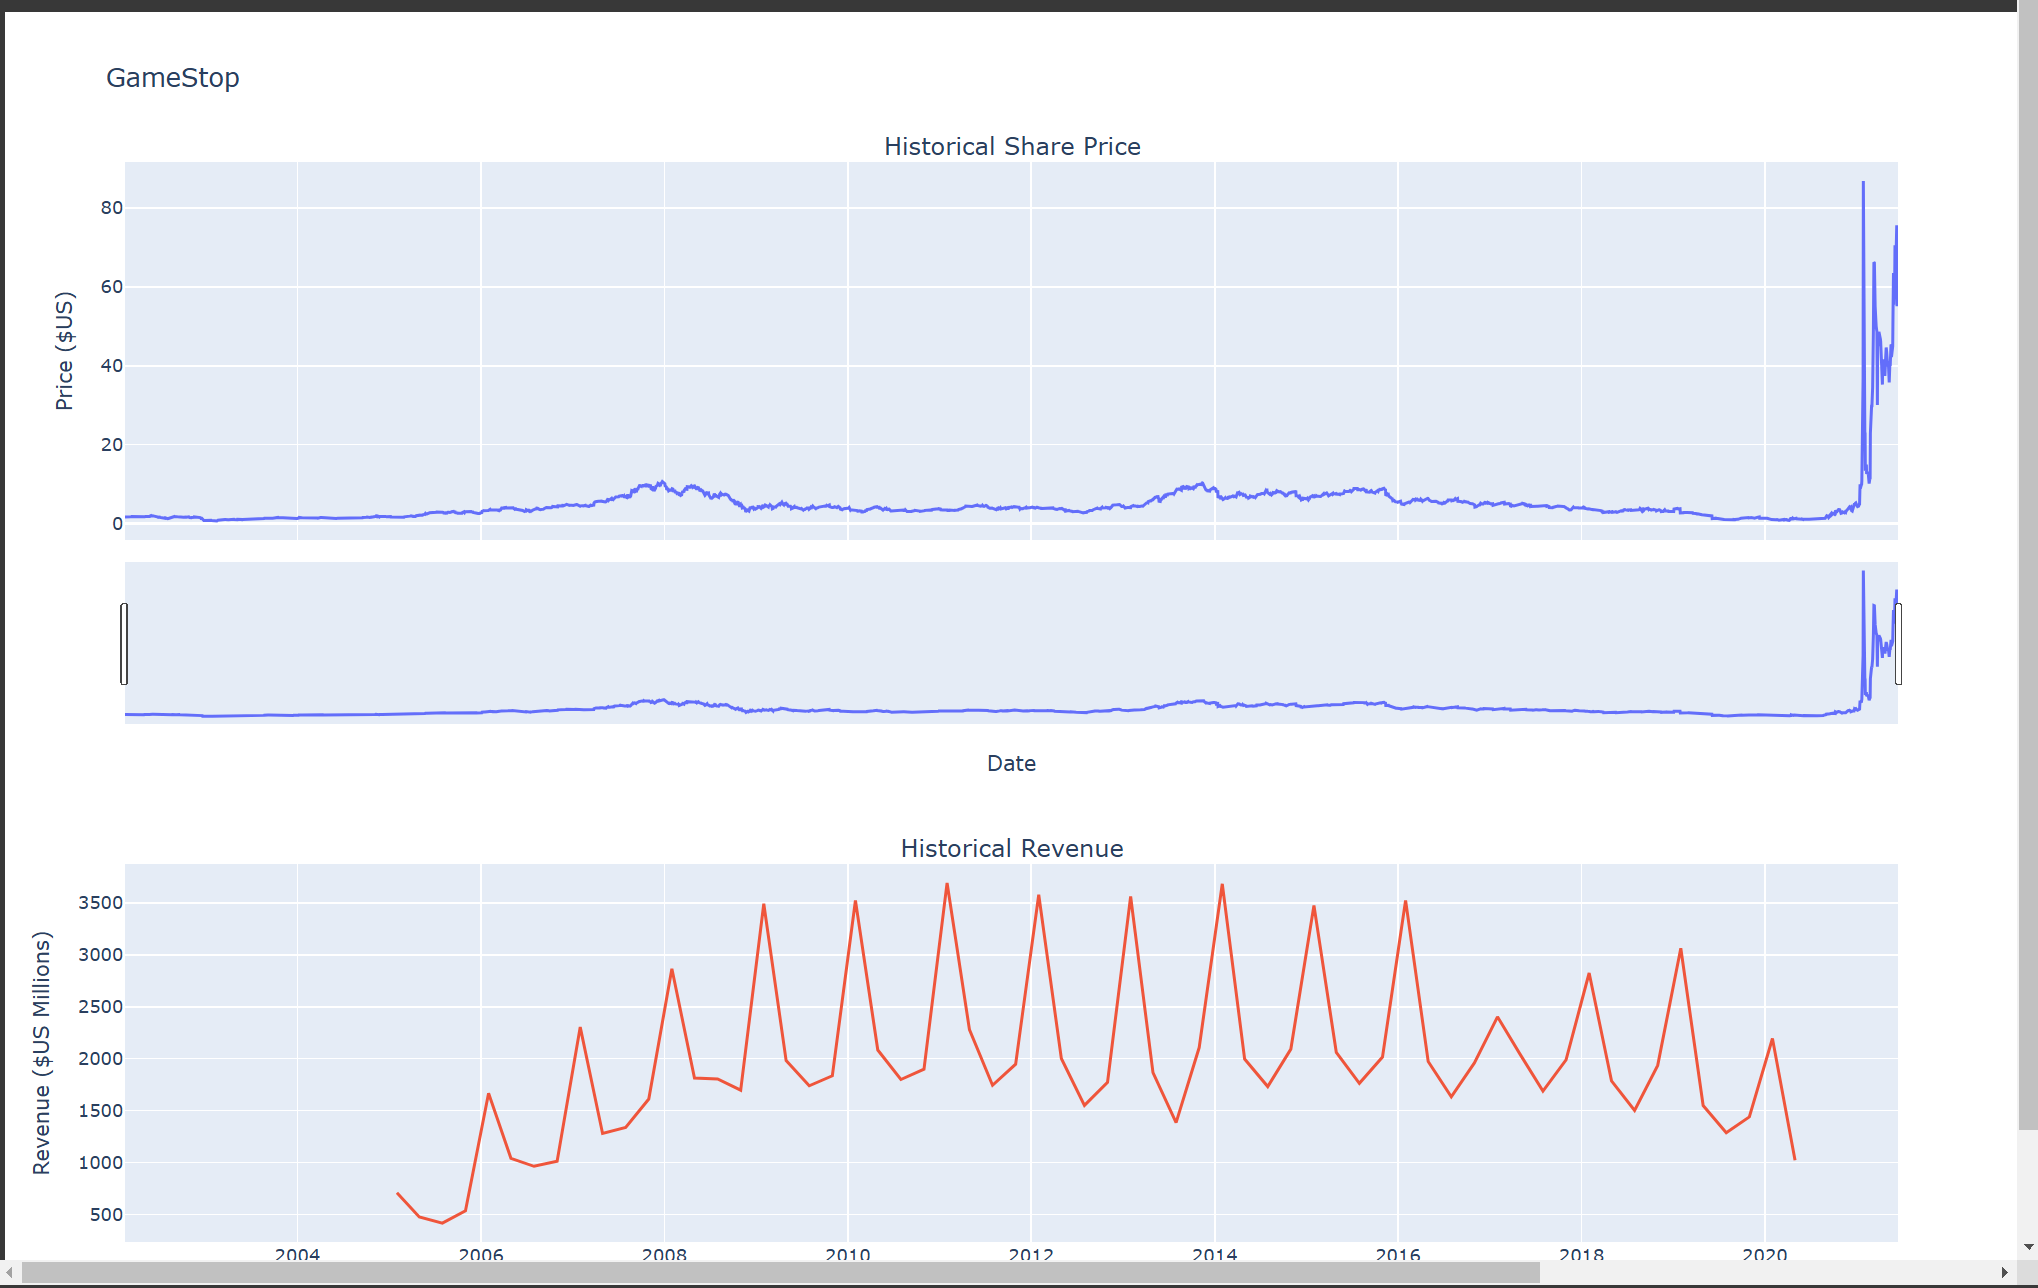 GameStop
Historical Share Price
80
60
40
20
0
Price ($US)
Date
Historical Revenue
3500
3000
2500
2000
1500
1000
500
Revenue ($US Millions)
2004 2006 2008 2010 2012 2014 2016 2018 2020